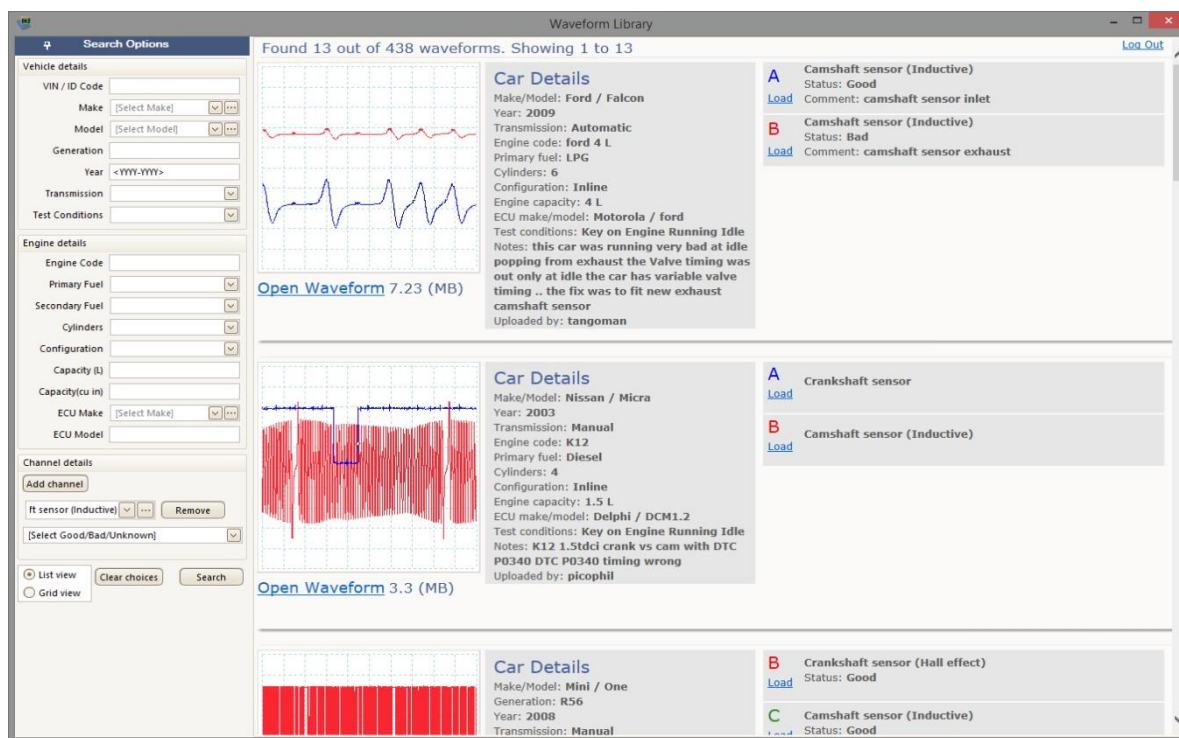 Waveform Library
Search Options
Vehicle details
VIN / ID Code
Make [Select Make]
Model [Select Model]
Generation
Year <YYYY-YYYY>
Transmission
Test Conditions
Engine details
Engine Code
Primary Fuel
Secondary Fuel
Cylinders
Configuration
Capacity (L)
Capacity(cu in)
ECU Make [Select Make]
ECU Model
Channel details
Add channel
ft sensor (Inductive) Remove
[Select Good/Bad/Unknown]
List view
Grid view
Clear choices
Search
Found 13 out of 438 waveforms. Showing 1 to 13
Log Out
Open Waveform 7.23 (MB)
Car Details
Make/Model: Ford / Falcon
Year: 2009
Transmission: Automatic
Engine code: ford 4 L
Primary fuel: LPG
Cylinders: 6
Configuration: Inline
Engine capacity: 4 L
ECU make/model: Motorola / ford
Test conditions: Key on Engine Running Idle
Notes: this car was running very bad at idle
popping from exhaust the Valve timing was
out only at idle the car has variable valve
timing .. the fix was to fit new exhaust
camshaft sensor
Uploaded by: tangoman
A
Load
Camshaft sensor (Inductive)
Status: Good
Comment: camshaft sensor inlet
B
Load
Camshaft sensor (Inductive)
Status: Bad
Comment: camshaft sensor exhaust
Open Waveform 3.3 (MB)
Car Details
Make/Model: Nissan / Micra
Year: 2003
Transmission: Manual
Engine code: K12
Primary fuel: Diesel
Cylinders: 4
Configuration: Inline
Engine capacity: 1.5 L
ECU make/model: Delphi / DCM1.2
Test conditions: Key on Engine Running Idle
Notes: K12 1.5tdci crank vs cam with DTC
P0340 DTC P0340 timing wrong
Uploaded by: picophil
A
Load
Crankshaft sensor
B
Load
Camshaft sensor (Inductive)
Car Details
Make/Model: Mini / One
Generation: R56
Year: 2008
Transmission: Manual
B
Load
Crankshaft sensor (Hall effect)
Status: Good
C
Load
Camshaft sensor (Inductive)
Status: Good